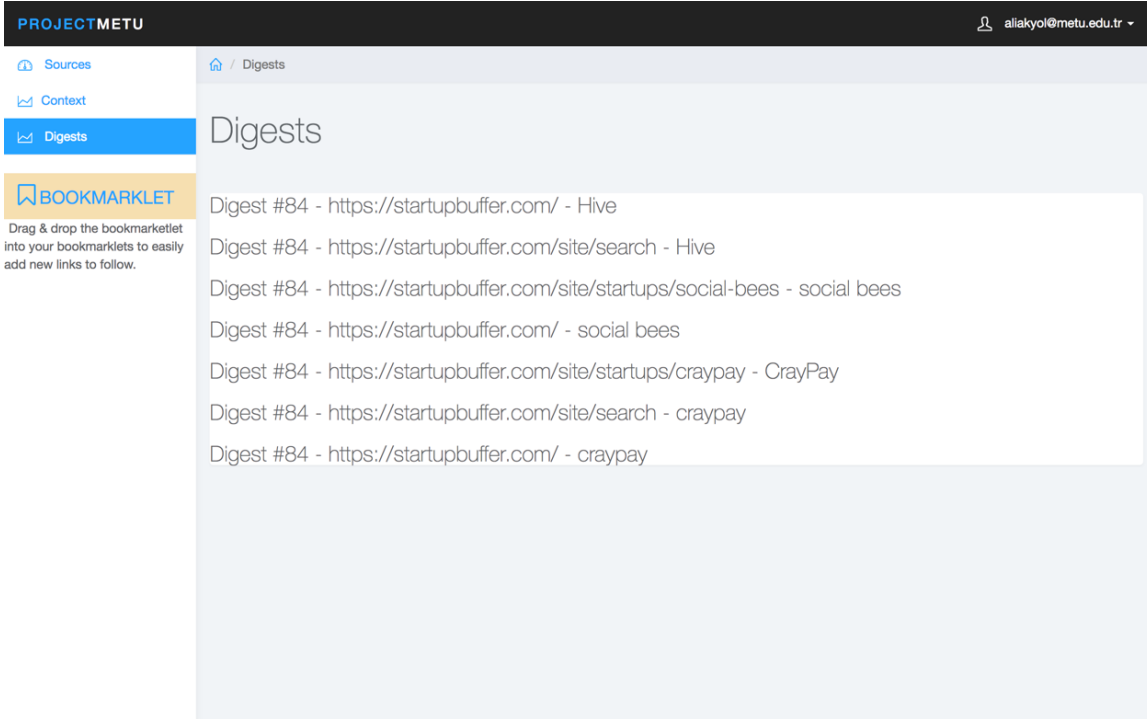 PROJECTMETU
aliakyol@metu.edu.tr
Sources
Context
Digests
BOOKMARKLET
Drag & drop the bookmarketlet
into your bookmarklets to easily
add new links to follow.
/ Digests
Digests
Digest #84 - https://startupbuffer.com/ - Hive
Digest #84 - https://startupbuffer.com/site/search - Hive
Digest #84 - https://startupbuffer.com/site/startups/social-bees - social bees
Digest #84 - https://startupbuffer.com/ - social bees
Digest #84 - https://startupbuffer.com/site/startups/craypay - CrayPay
Digest #84 - https://startupbuffer.com/site/search - craypay
Digest #84 - https://startupbuffer.com/ - craypay